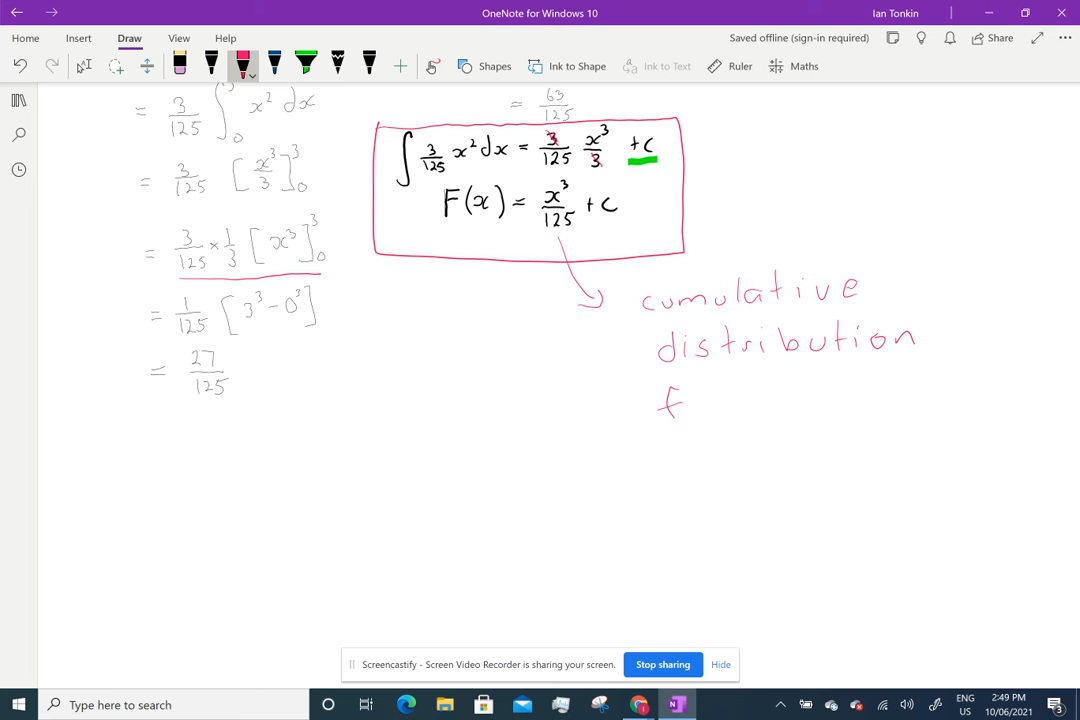 OneNote for Windows 10
Ian Tonkin
Home Insert Draw View Help
Saved offline (sign-in required)
Share
Shapes Ink to Shape Ink to Text Ruler Maths
= 3/125 ∫₀³ x² dx
= 63/125
∫ 3/125 x² dx = 3/125 x³/3 + c
= 3/125 [x³/3]₀³
F(x) = x³/125 + c
= 3/125 × 1/3 [x³]₀³
cumulative
= 1/125 [3³ - 0³]
distribution
= 27/125
f
Screencastify - Screen Video Recorder is sharing your screen.
Stop sharing
Hide
Type here to search
ENG
US
2:49 PM
10/06/2021
3